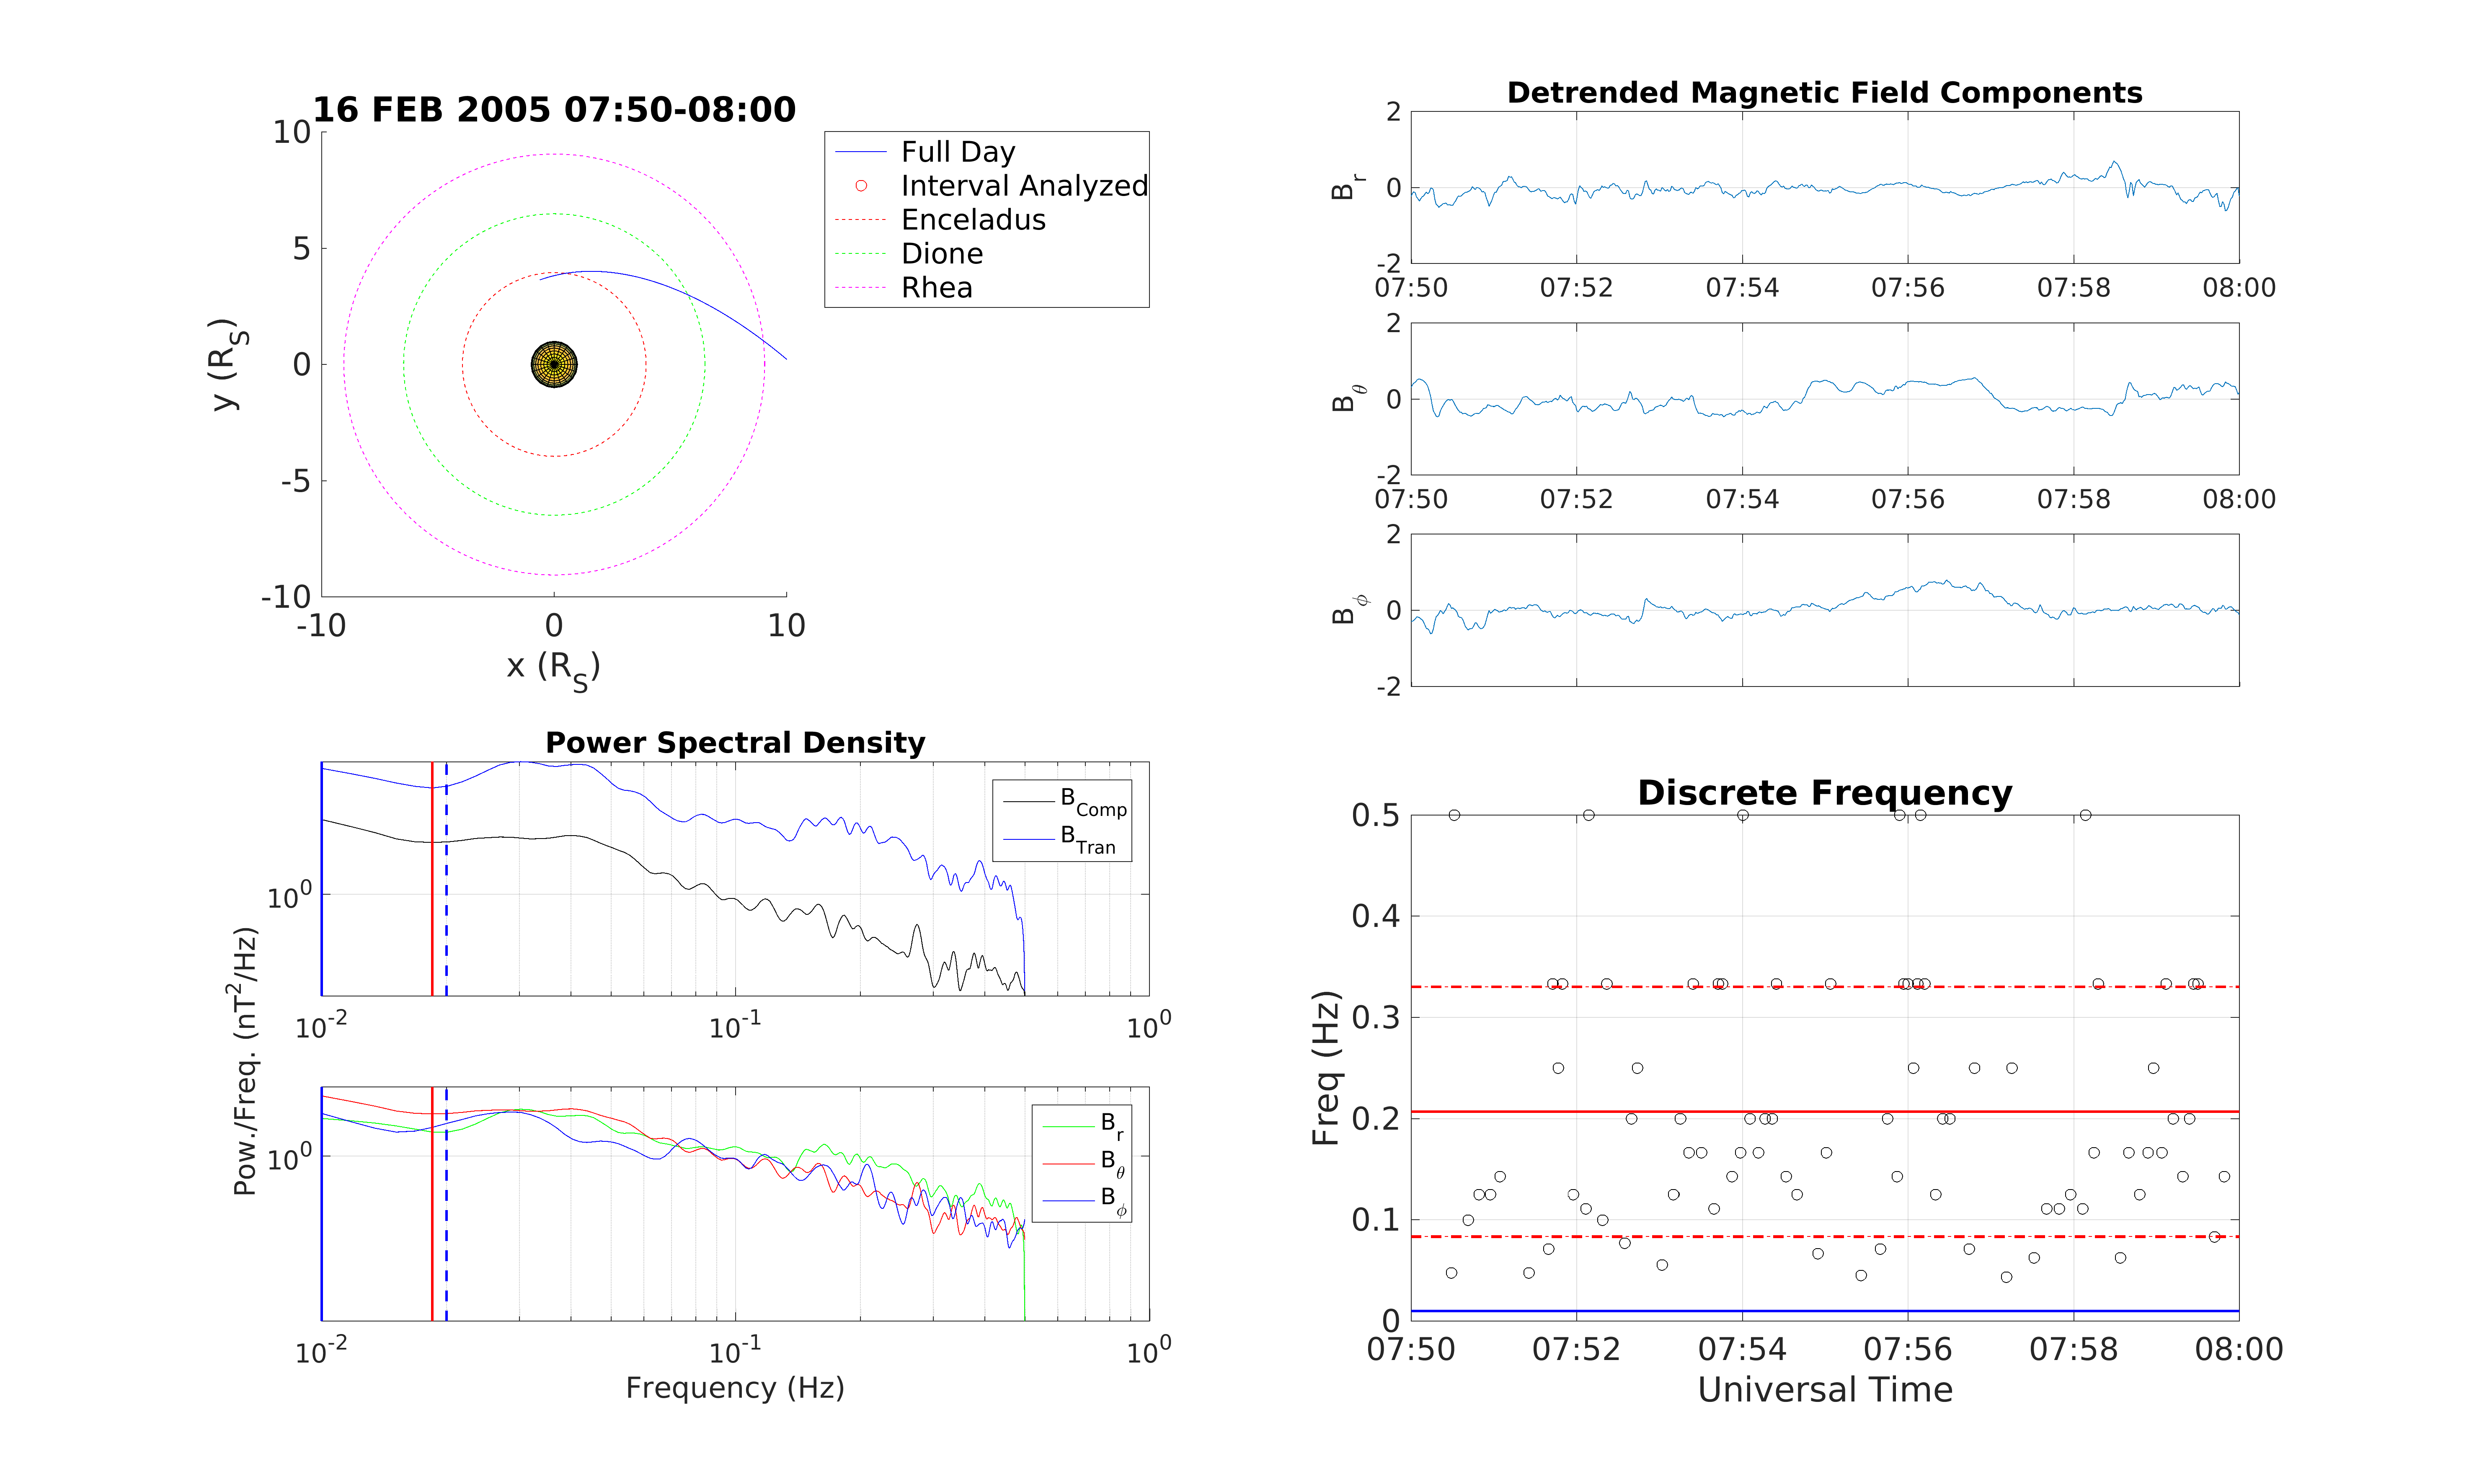 16 FEB 2005 07:50-08:00
10
5
0
-5
-10
-10 0 10
y (R_S)
x (R_S)
Full Day
Interval Analyzed
Enceladus
Dione
Rhea
Detrended Magnetic Field Components
2
0
-2
B_r
07:50 07:52 07:54 07:56 07:58 08:00
2
0
-2
B_θ
07:50 07:52 07:54 07:56 07:58 08:00
2
0
-2
B_ϕ
Power Spectral Density
10^0
B_Comp
B_Tran
10^-2 10^-1 10^0
Pow./Freq. (nT^2/Hz)
10^0
B_r
B_θ
B_ϕ
10^-2 10^-1 10^0
Frequency (Hz)
Discrete Frequency
0.5
0.4
0.3
0.2
0.1
0
Freq (Hz)
07:50 07:52 07:54 07:56 07:58 08:00
Universal Time